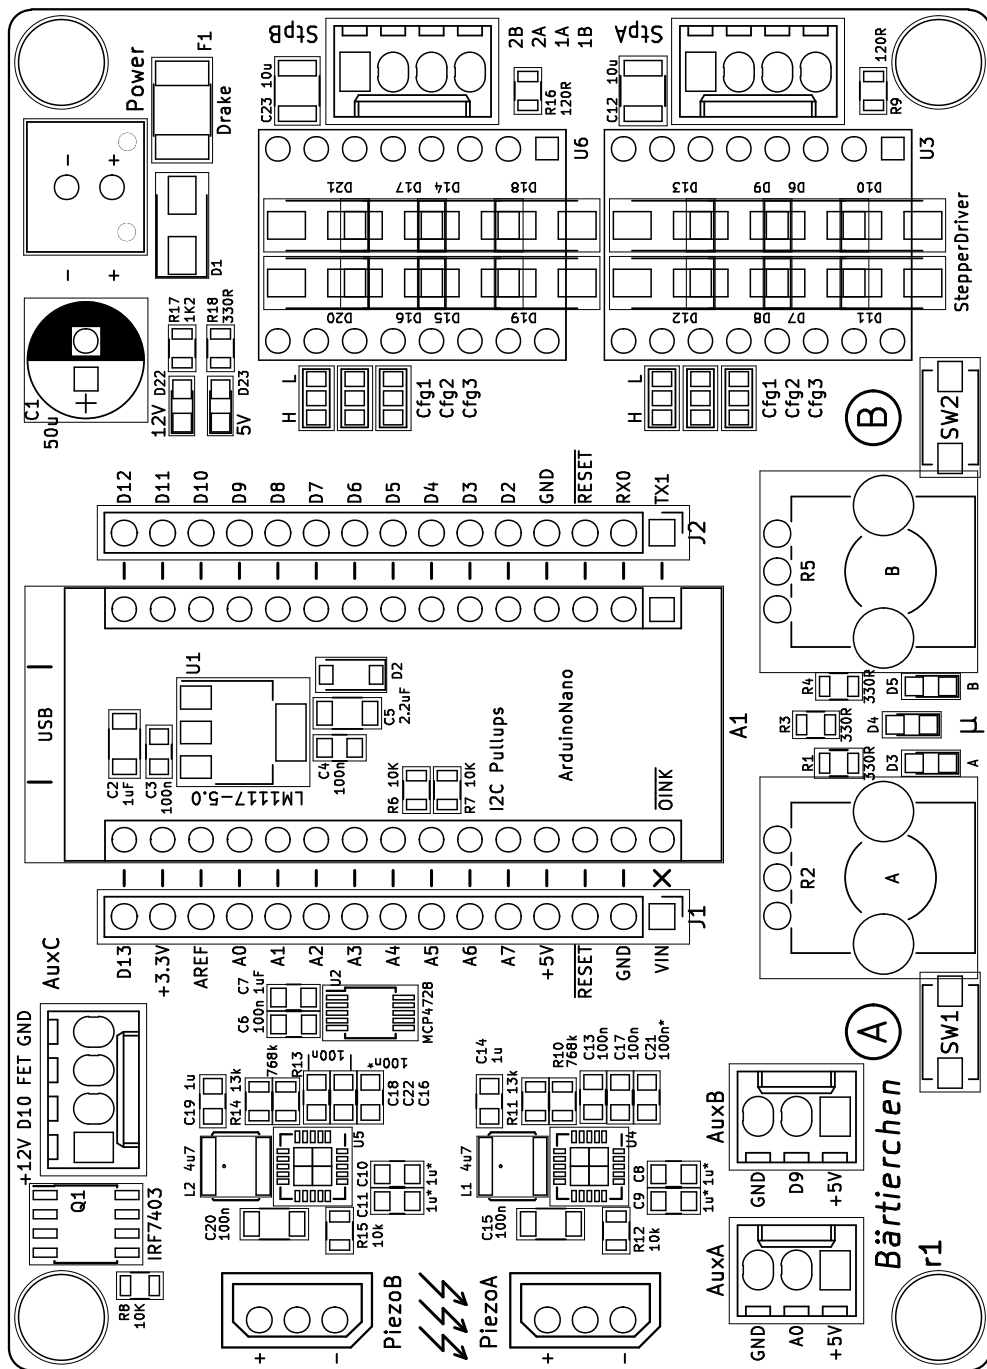 Power
F1
Drake
-
+
-
+
D1
C1
50u
R17
1K2
R18
330R
D22
12V
D23
5V
StpB
C23 10u
2B
2A
1A
1B
R16
120R
U6
D21
D17
D14
D18
D20
D16
D15
D19
H
L
Cfg1
Cfg2
Cfg3
StpA
C12 10u
120R
R9
U3
D13
D9
D6
D10
D12
D8
D7
D11
StepperDriver
H
L
Cfg1
Cfg2
Cfg3
B
SW2
D12
D11
D10
D9
D8
D7
D6
D5
D4
D3
D2
GND
RESET
RX0
TX1
J2
USB
U1
LM1117-5.0
C2
1uF
C3
100n
D2
C5
2.2uF
C4
100n
R6 10K
R7 10K
I2C Pullups
ArduinoNano
OINK
A1
R5
B
R4
330R
D5
B
R3
330R
D4
µ
R1
330R
D3
A
R2
A
J1
D13
+3.3V
AREF
A0
A1
A2
A3
A4
A5
A6
A7
+5V
RESET
GND
VIN
AuxC
+12V D10 FET GND
Q1
IRF7403
R8
10K
C7
1uF
C6
100n
U2
MCP4728
C19 1u
R14 13k
768k
R13
100n
100n*
C18
C22
C16
L2 4u7
U5
C10
C11
1u*
1u*
C20
100n
R15
10k
C14
1u
R11 13k
R10
768k
C13
100n
C17
100n
C21
100n*
L1 4u7
U4
C8
1u*
C9
1u*
C15
100n
R12
10k
A
SW1
AuxB
GND
D9
+5V
AuxA
GND
A0
+5V
Bärtierchen
r1
PiezoB
+
-
PiezoA
+
-